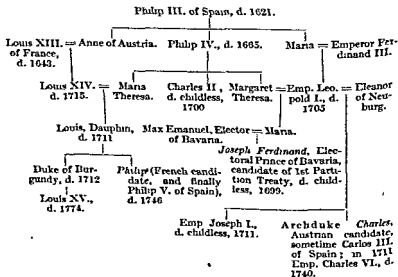 Philip III. of Spain, d. 1621.
Louis XIII. = Anne of Austria. Philip IV., d. 1665. Maria = Emperor Fer-
of France, dinand III.
d. 1643.
Louis XIV. = Maria Charles II, Margaret = Emp. Leo- = Eleanor
d. 1715. Theresa. d. childless, Theresa. pold I., d. of Neu-
1700 1705 burg.
Louis, Dauphin, Max Emanuel, Elector = Maria.
d. 1711 of Bavaria.
Joseph Ferdinand, Elec-
toral Prince of Bavaria,
candidate of 1st Parti-
tion Treaty, d. child-
less, 1699.
Duke of Bur- Philip (French candi-
gundy, d. 1712 date, and finally
Philip V. of Spain),
d. 1746
Louis XV.,
d. 1774.
Emp Joseph I., Archduke Charles,
d. childless, 1711. Austrian candidate,
sometime Carlos III.
of Spain; in 1711
Emp. Charles VI., d.
1740.